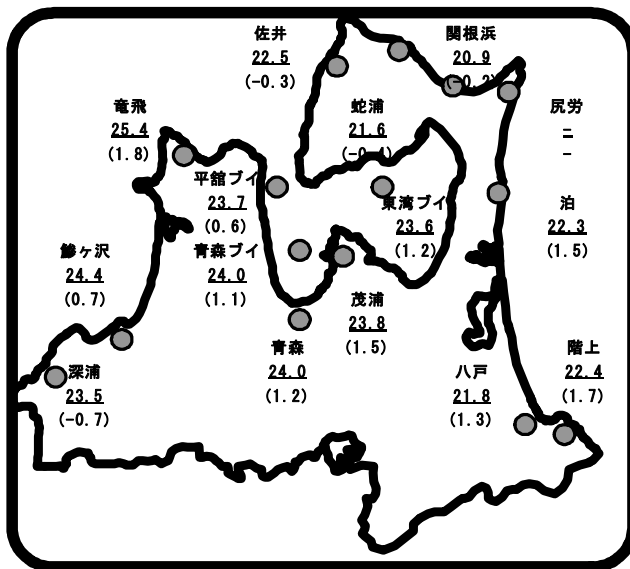 佐井
22.5
(-0.3)
関根浜
20.9
(-0.2)
竜飛
25.4
(1.8)
蛇浦
21.6
尻労
-
-
平舘ブイ
23.7
(0.6)
東湾ブイ
23.6
(1.2)
泊
22.3
(1.5)
鰺ヶ沢
24.4
(0.7)
青森ブイ
24.0
(1.1)
茂浦
23.8
(1.5)
青森
24.0
(1.2)
深浦
23.5
(-0.7)
八戸
21.8
(1.3)
階上
22.4
(1.7)